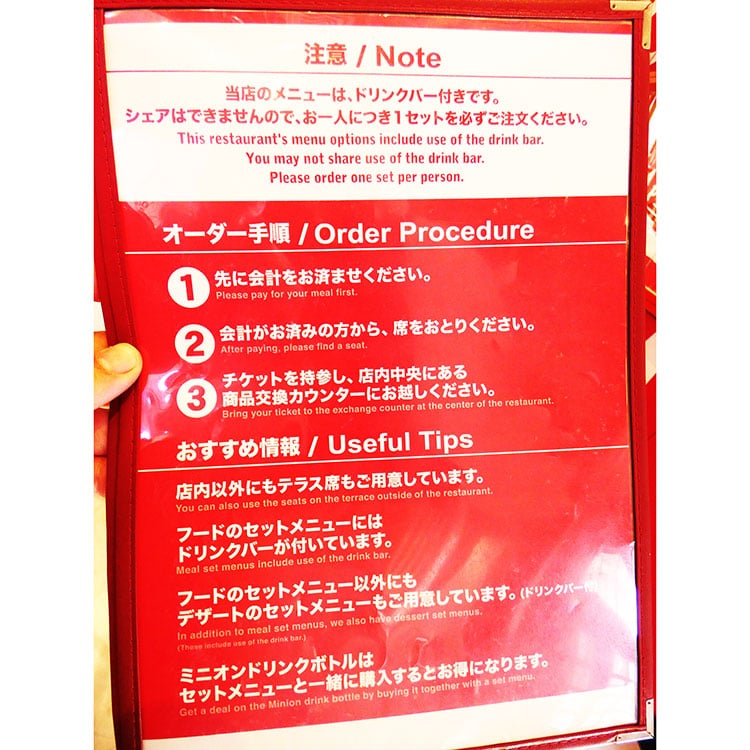 注意 / Note
当店のメニューは、ドリンクバー付きです。
シェアはできませんので、お一人につき1セットを必ずご注文ください。
This restaurant's menu options include use of the drink bar.
You may not share use of the drink bar.
Please order one set per person.
オーダー手順 / Order Procedure
1 先に会計をお済ませください。
Please pay for your meal first.
2 会計がお済みの方から、席をおとりください。
After paying, please find a seat.
3 チケットを持参し、店内中央にある
商品交換カウンターにお越しください。
Bring your ticket to the exchange counter at the center of the restaurant.
おすすめ情報 / Useful Tips
店内以外にもテラス席もご用意しています。
You can also use the seats on the terrace outside of the restaurant.
フードのセットメニューには
ドリンクバーが付いています。
Meal set menus include use of the drink bar.
フードのセットメニュー以外にも
デザートのセットメニューもご用意しています。(ドリンクバー付)
In addition to meal set menus, we also have dessert set menus.
(These include use of the drink bar.)
ミニオンドリンクボトルは
セットメニューと一緒に購入するとお得になります。
Get a deal on the Minion drink bottle by buying it together with a set menu.